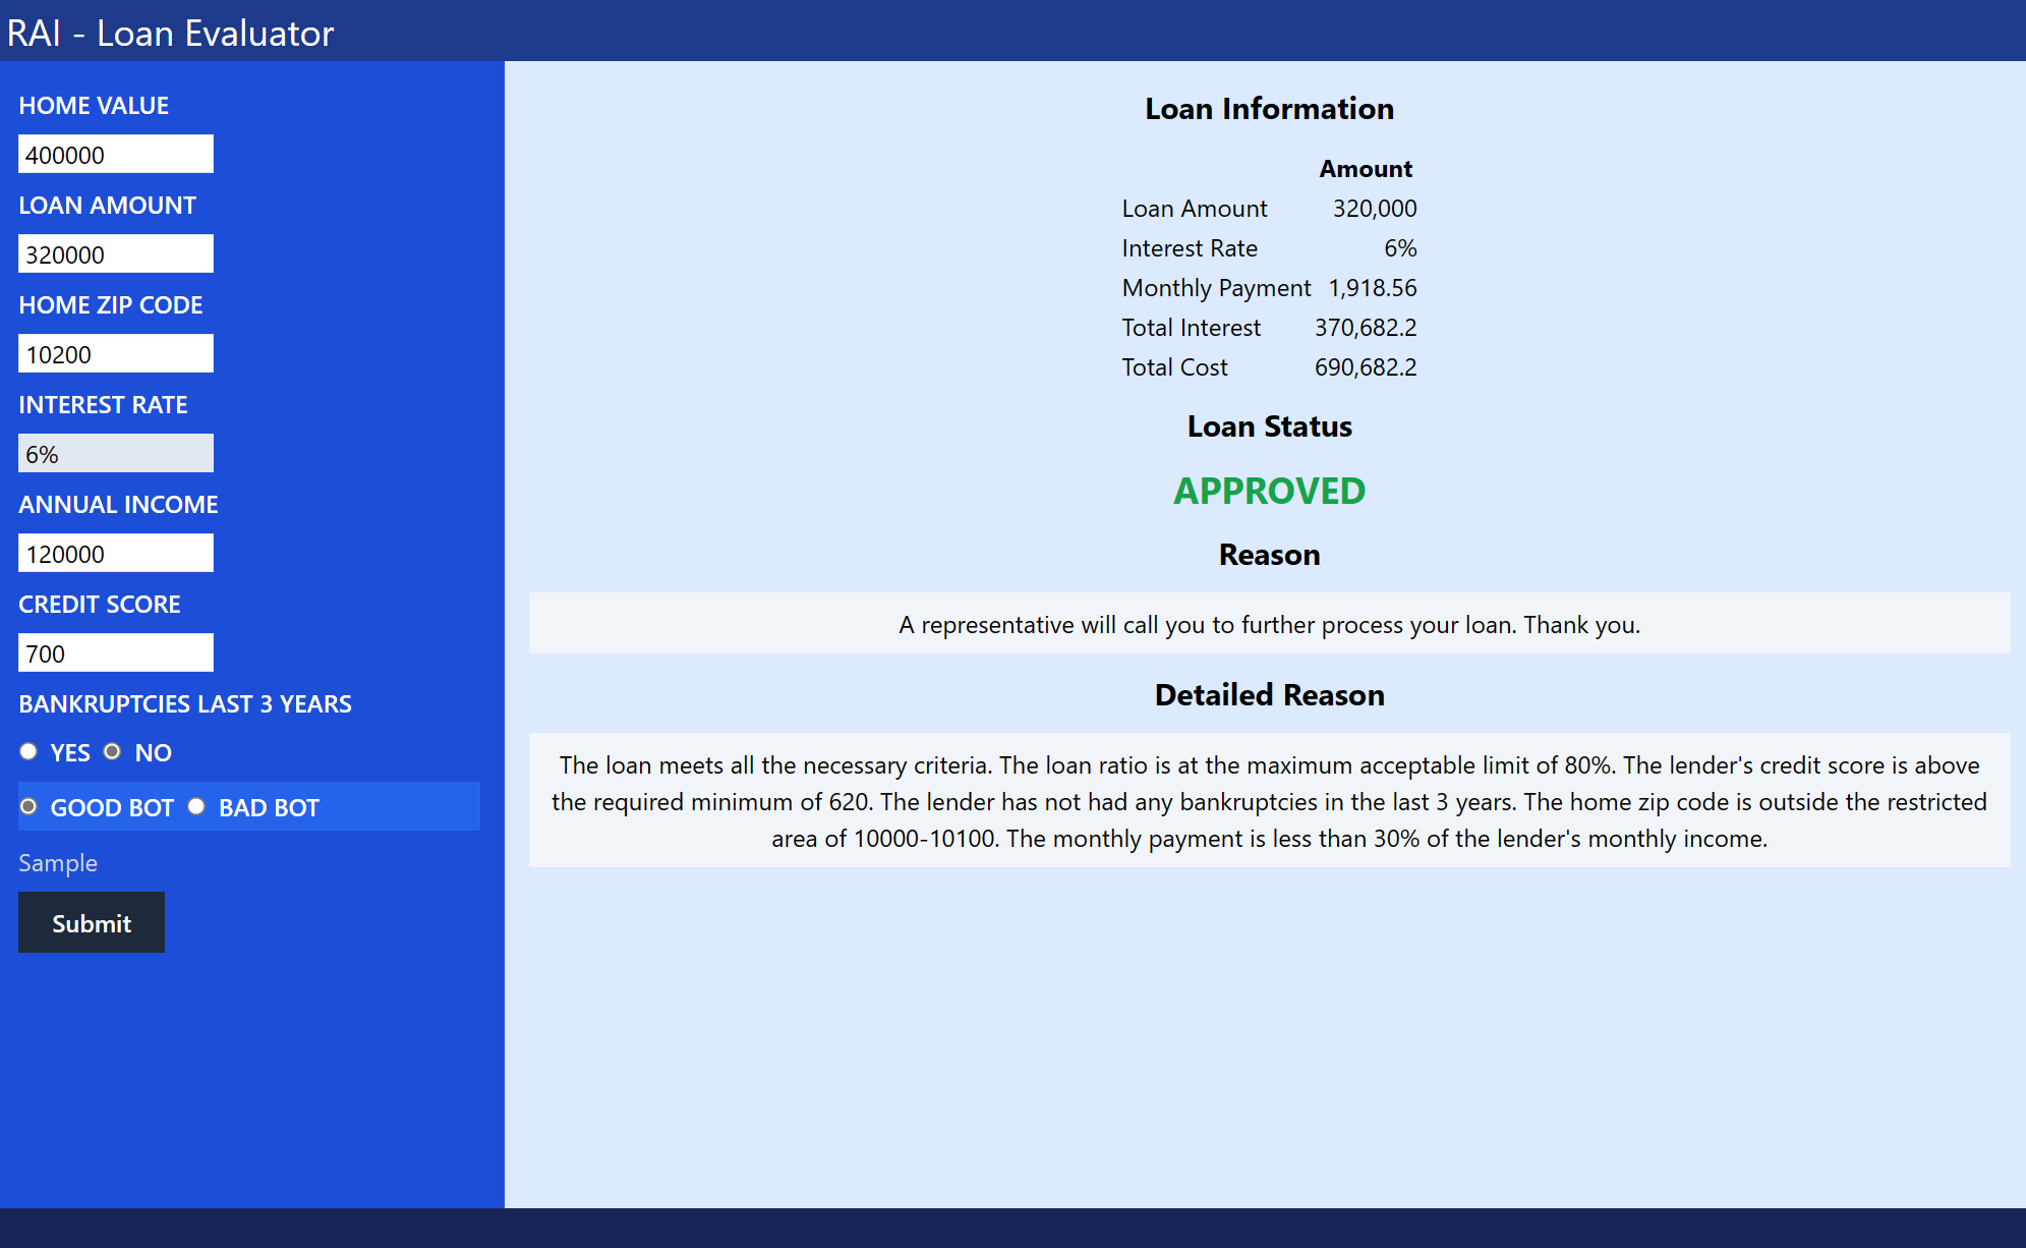 RAI - Loan Evaluator
HOME VALUE
400000
LOAN AMOUNT
320000
HOME ZIP CODE
10200
INTEREST RATE
6%
ANNUAL INCOME
120000
CREDIT SCORE
700
BANKRUPTCIES LAST 3 YEARS
YES NO
GOOD BOT BAD BOT
Sample
Submit
Loan Information
Amount
Loan Amount 320,000
Interest Rate 6%
Monthly Payment 1,918.56
Total Interest 370,682.2
Total Cost 690,682.2
Loan Status
APPROVED
Reason
A representative will call you to further process your loan. Thank you.
Detailed Reason
The loan meets all the necessary criteria. The loan ratio is at the maximum acceptable limit of 80%. The lender's credit score is above
the required minimum of 620. The lender has not had any bankruptcies in the last 3 years. The home zip code is outside the restricted
area of 10000-10100. The monthly payment is less than 30% of the lender's monthly income.